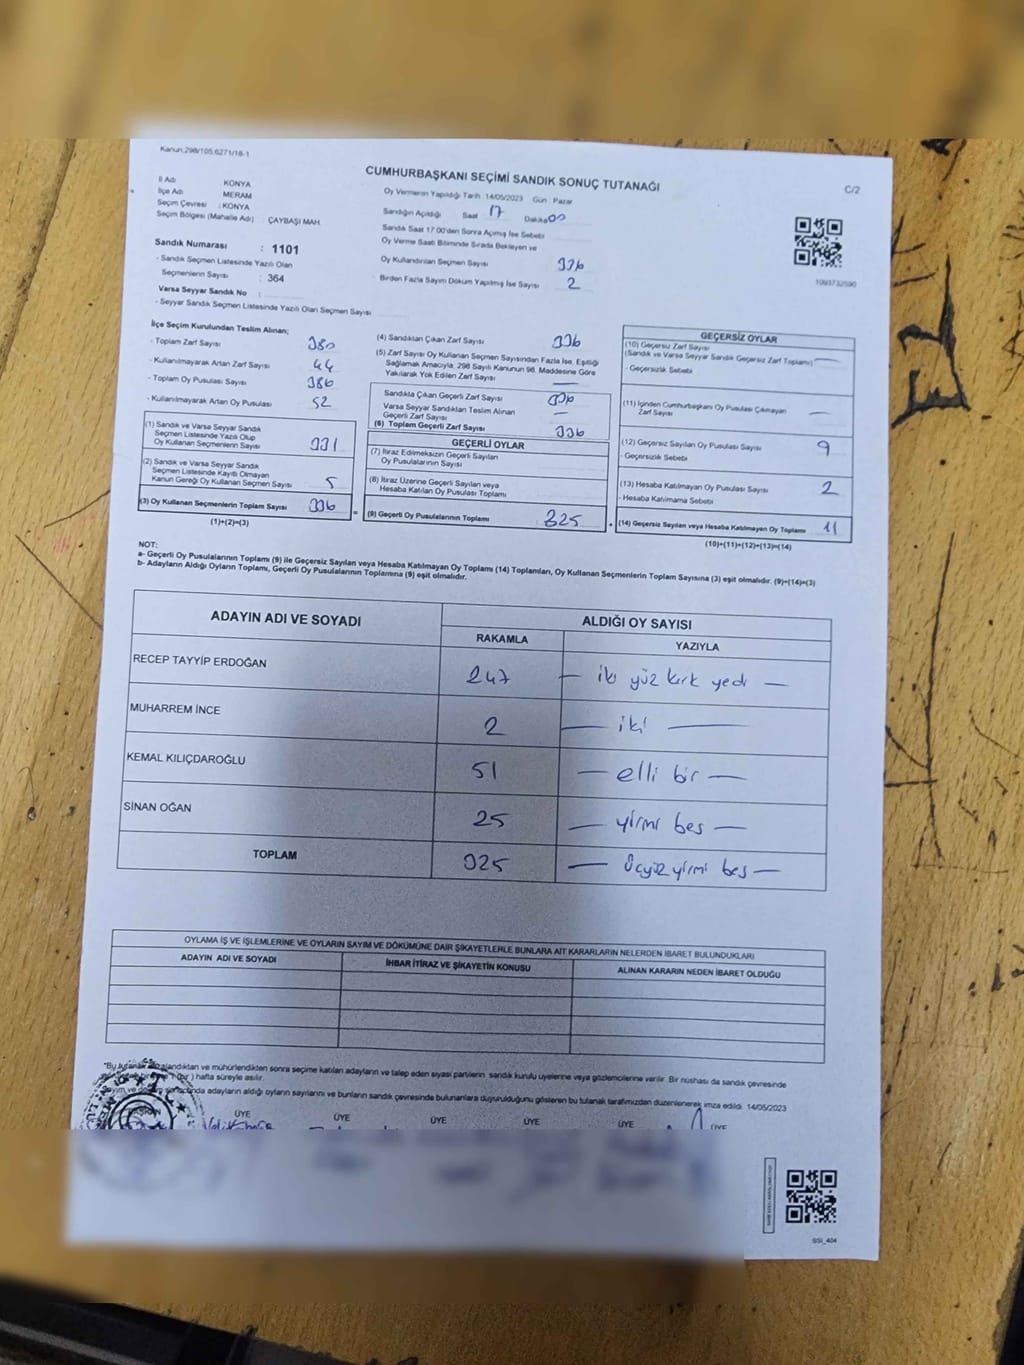 Kanun:298/105;6271/18-1
CUMHURBAŞKANI SEÇİMİ SANDIK SONUÇ TUTANAĞI
C/2
İl Adı KONYA
İlçe Adı MERAM
Seçim Çevresi : KONYA
Seçim Bölgesi (Mahalle Adı) : ÇAYBAŞI MAH.
Oy Vermenin Yapıldığı Tarih 14/05/2023 Gün Pazar
Sandığın Açıldığı Saat 17 Dakika 00
Sandık Saat 17:00'den Sonra Açımış İse Sebebi
Oy Verme Saati Bitiminde Sırada Bekleyen ve
Oy Kullandırılan Seçmen Sayısı 336
Birden Fazla Sayım Döküm Yapılmış İse Sayısı 2
Sandık Numarası : 1101
- Sandık Seçmen Listesinde Yazılı Olan
Seçmenlerin Sayısı : 364
Varsa Seyyar Sandık No :
- Seyyar Sandık Seçmen Listesinde Yazılı Olan Seçmen Sayısı
İlçe Seçim Kurulundan Teslim Alınan;
- Toplam Zarf Sayısı 380
- Kullanılmayarak Artan Zarf Sayısı 44
- Toplam Oy Pusulası Sayısı 386
- Kullanılmayarak Artan Oy Pusulası 52
(1) Sandık ve Varsa Seyyar Sandık
Seçmen Listesinde Yazılı Olup
Oy Kullanan Seçmenlerin Sayısı 331
(2) Sandık ve Varsa Seyyar Sandık
Seçmen Listesinde Kayıtlı Olmayan
Kanun Gereği Oy Kullanan Seçmen Sayısı 5
(3) Oy Kullanan Seçmenlerin Toplam Sayısı 336
(1)+(2)=(3)
(4) Sandıktan Çıkan Zarf Sayısı 336
(5) Zarf Sayısı Oy Kullanan Seçmen Sayısından Fazla İse, Eşitliği
Sağlamak Amacıyla, 298 Sayılı Kanunun 98. Maddesine Göre
Yakılarak Yok Edilen Zarf Sayısı —
Sandıkta Çıkan Geçerli Zarf Sayısı 336
Varsa Seyyar Sandıktan Teslim Alınan
Geçerli Zarf Sayısı —
(6) Toplam Geçerli Zarf Sayısı 336
GEÇERLİ OYLAR
(7) İtiraz Edilmeksizin Geçerli Sayılan
Oy Pusulalarının Sayısı
(8) İtiraz Üzerine Geçerli Sayılan veya
Hesaba Katılan Oy Pusulası Toplamı
(9) Geçerli Oy Pusulalarının Toplamı 325
GEÇERSİZ OYLAR
(10) Geçersiz Zarf Sayısı
(Sandık ve Varsa Seyyar Sandık Geçersiz Zarf Toplamı) —
- Geçersizlik Sebebi
(11) İçinden Cumhurbaşkanı Oy Pusulası Çıkmayan
Zarf Sayısı —
(12) Geçersiz Sayılan Oy Pusulası Sayısı 9
- Geçersizlik Sebebi
(13) Hesaba Katılmayan Oy Pusulası Sayısı 2
- Hesaba Katılmama Sebebi
(14) Geçersiz Sayılan veya Hesaba Katılmayan Oy Toplamı 11
(10)+(11)+(12)+(13)=(14)
NOT:
a- Geçerli Oy Pusulalarının Toplamı (9) ile Geçersiz Sayılan veya Hesaba Katılmayan Oy Toplamı (14) Toplamları, Oy Kullanan Seçmenlerin Toplam Sayısına (3) eşit olmalıdır. (9)+(14)=(3)
b- Adayların Aldığı Oyların Toplamı, Geçerli Oy Pusulalarının Toplamına (9) eşit olmalıdır.
ADAYIN ADI VE SOYADI ALDIĞI OY SAYISI
RAKAMLA YAZIYLA
RECEP TAYYİP ERDOĞAN 247 — iki yüz kırk yedi —
MUHARREM İNCE 2 — iki —
KEMAL KILIÇDAROĞLU 51 — elli bir —
SİNAN OĞAN 25 — yirmi beş —
TOPLAM 325 — Üçyüz yirmi beş —
OYLAMA İŞ VE İŞLEMLERİNE VE OYLARIN SAYIM VE DÖKÜMÜNE DAİR ŞİKAYETLERLE BUNLARA AİT KARARLARIN NELERDEN İBARET BULUNDUKLARI
ADAYIN ADI VE SOYADI İHBAR İTİRAZ VE ŞİKAYETİN KONUSU ALINAN KARARIN NEDEN İBARET OLDUĞU
mühürlendikten sonra seçime katılan adayların ve talep eden siyasi partilerin sandık kurulu üyelerine veya gözlemcilerine verilir. Bir nüshası da sandık çevresinde
hafta süreyle asılır.
adayların aldığı oyların sayılarını ve bunların sandık çevresinde bulunanlara duyurulduğunu gösteren bu tutanak tarafımızdan düzenlenerek imza edildi. 14/05/2023
ÜYE ÜYE ÜYE ÜYE ÜYE ÜYE
SSİ_404